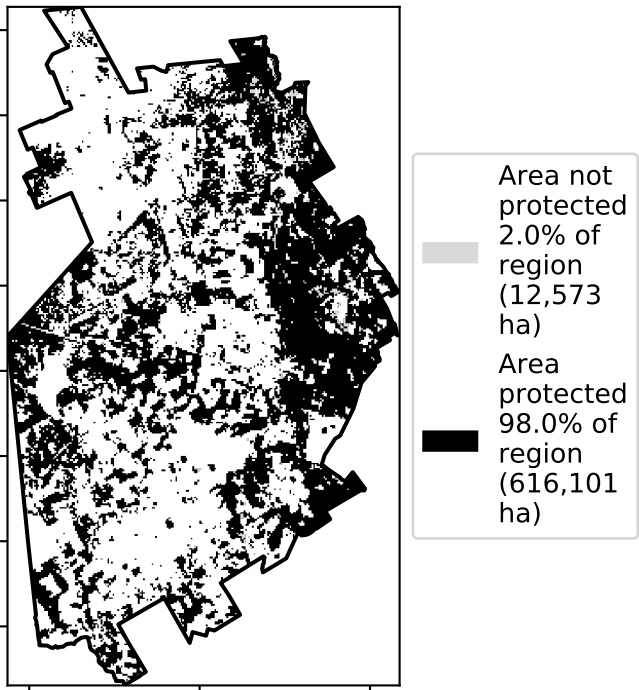 Area not
protected
2.0% of
region
(12,573
ha)
Area
protected
98.0% of
region
(616,101
ha)